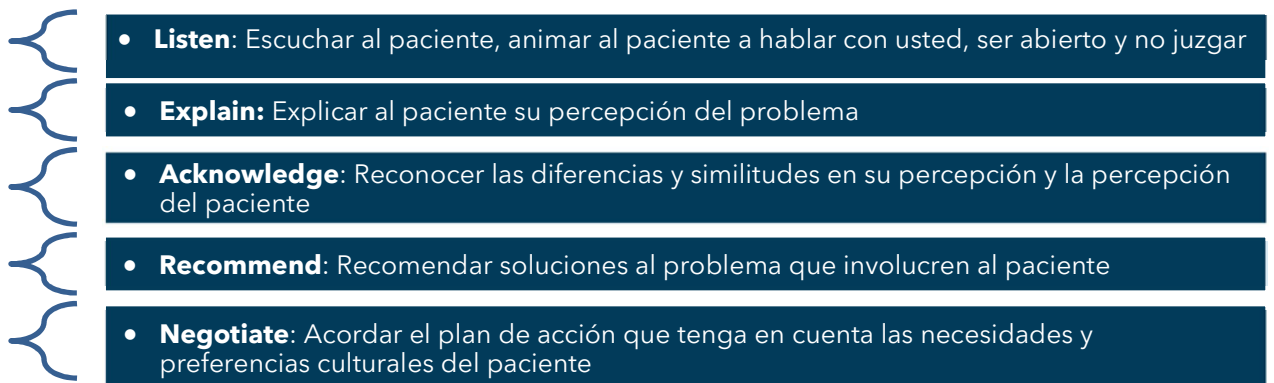 • Listen: Escuchar al paciente, animar al paciente a hablar con usted, ser abierto y no juzgar
• Explain: Explicar al paciente su percepción del problema
• Acknowledge: Reconocer las diferencias y similitudes en su percepción y la percepción
del paciente
• Recommend: Recomendar soluciones al problema que involucren al paciente
• Negotiate: Acordar el plan de acción que tenga en cuenta las necesidades y
preferencias culturales del paciente